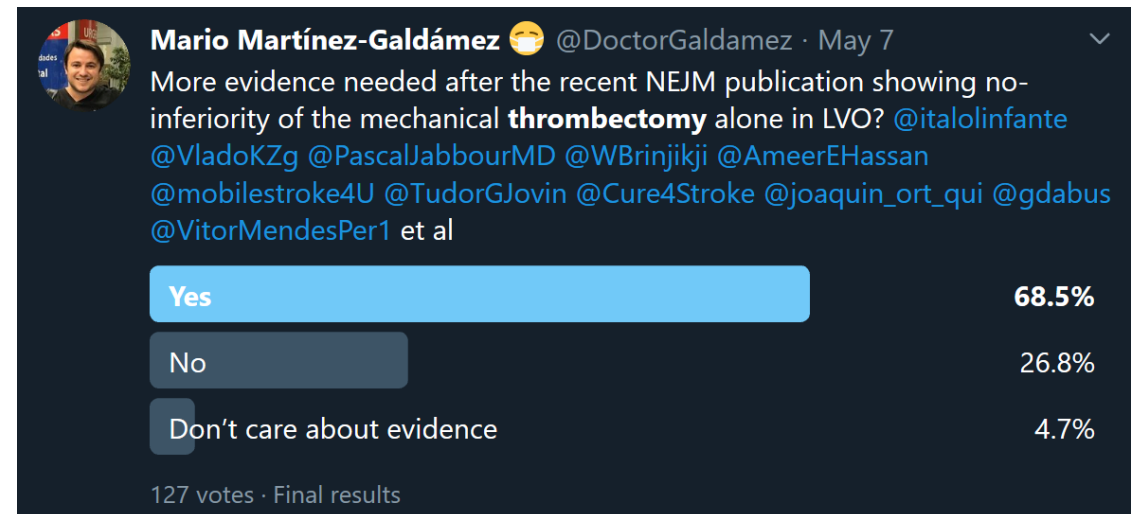 Mario Martínez-Galdámez 😷 @DoctorGaldamez · May 7
More evidence needed after the recent NEJM publication showing no-
inferiority of the mechanical thrombectomy alone in LVO? @italolinfante
@VladoKZg @PascalJabbourMD @WBrinjikji @AmeerEHassan
@mobilestroke4U @TudorGJovin @Cure4Stroke @joaquin_ort_qui @gdabus
@VitorMendesPer1 et al
Yes 68.5%
No 26.8%
Don’t care about evidence 4.7%
127 votes · Final results